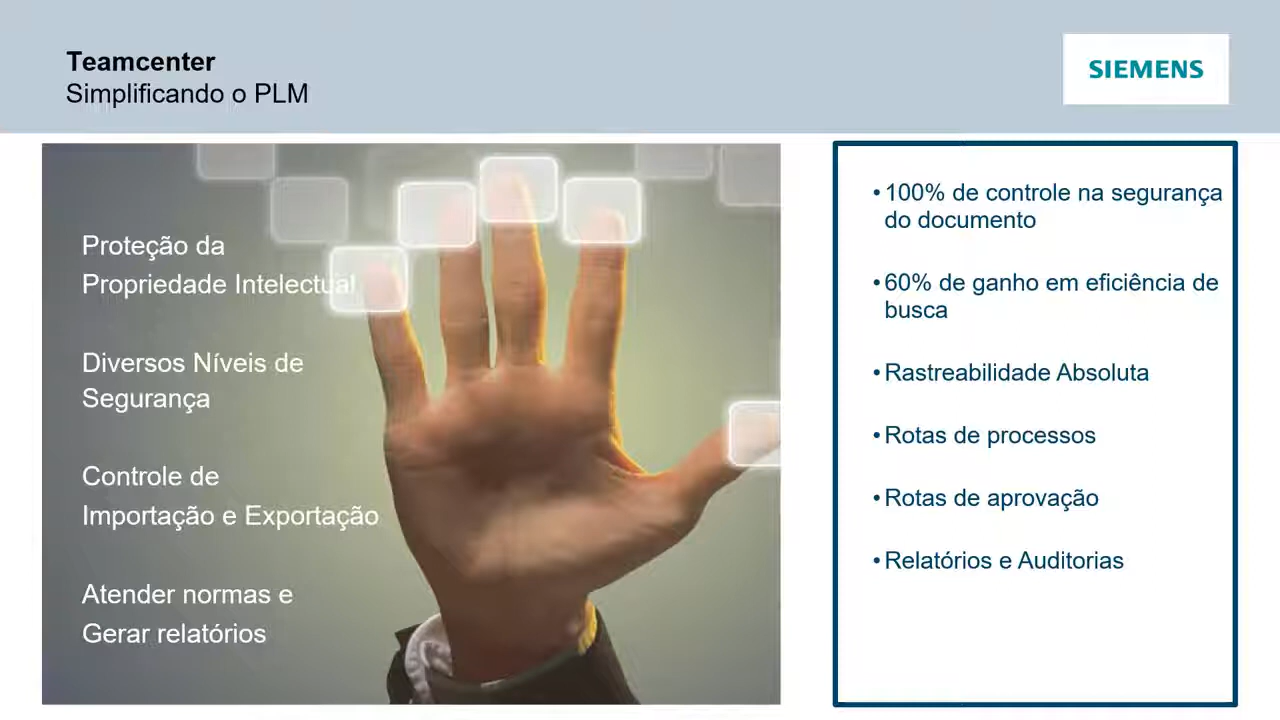 Teamcenter
Simplificando o PLM
SIEMENS
Proteção da
Propriedade Intelectual
Diversos Níveis de
Segurança
Controle de
Importação e Exportação
Atender normas e
Gerar relatórios
•100% de controle na segurança
do documento
•60% de ganho em eficiência de
busca
•Rastreabilidade Absoluta
•Rotas de processos
•Rotas de aprovação
•Relatórios e Auditorias